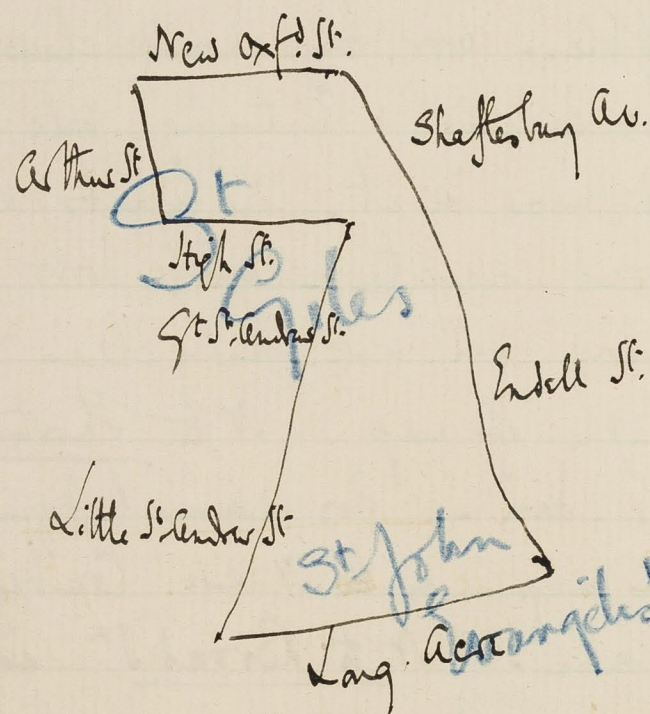 New Oxfd. St.
Shaftesbury Av.
Arthur St
St
Giles
High St.
Gt St. Andrew St.
Endell St.
Little St. Andrew St
St John
Evangelist
Long. Acre